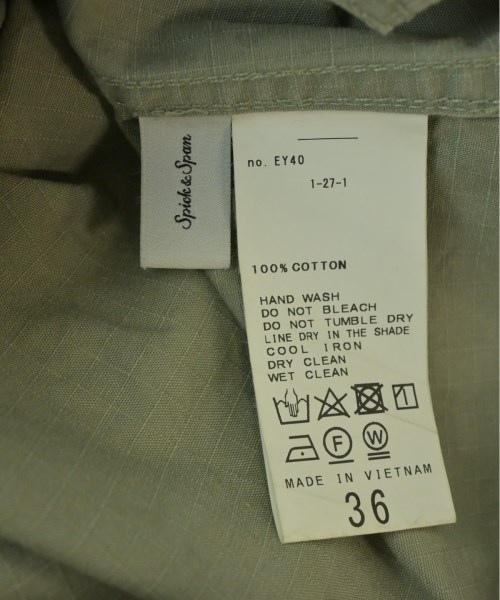 Spick&Span
no. EY40
1-27-1
100% COTTON
HAND WASH
DO NOT BLEACH
DO NOT TUMBLE DRY
LINE DRY IN THE SHADE
COOL IRON
DRY CLEAN
WET CLEAN
F W
MADE IN VIETNAM
36